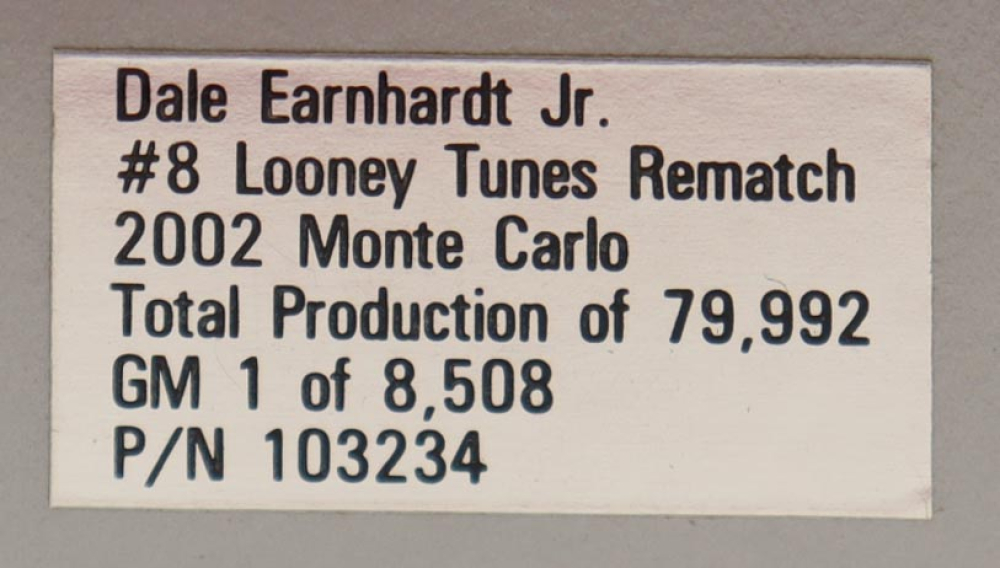 Dale Earnhardt Jr.
#8 Looney Tunes Rematch
2002 Monte Carlo
Total Production of 79,992
GM 1 of 8,508
P/N 103234